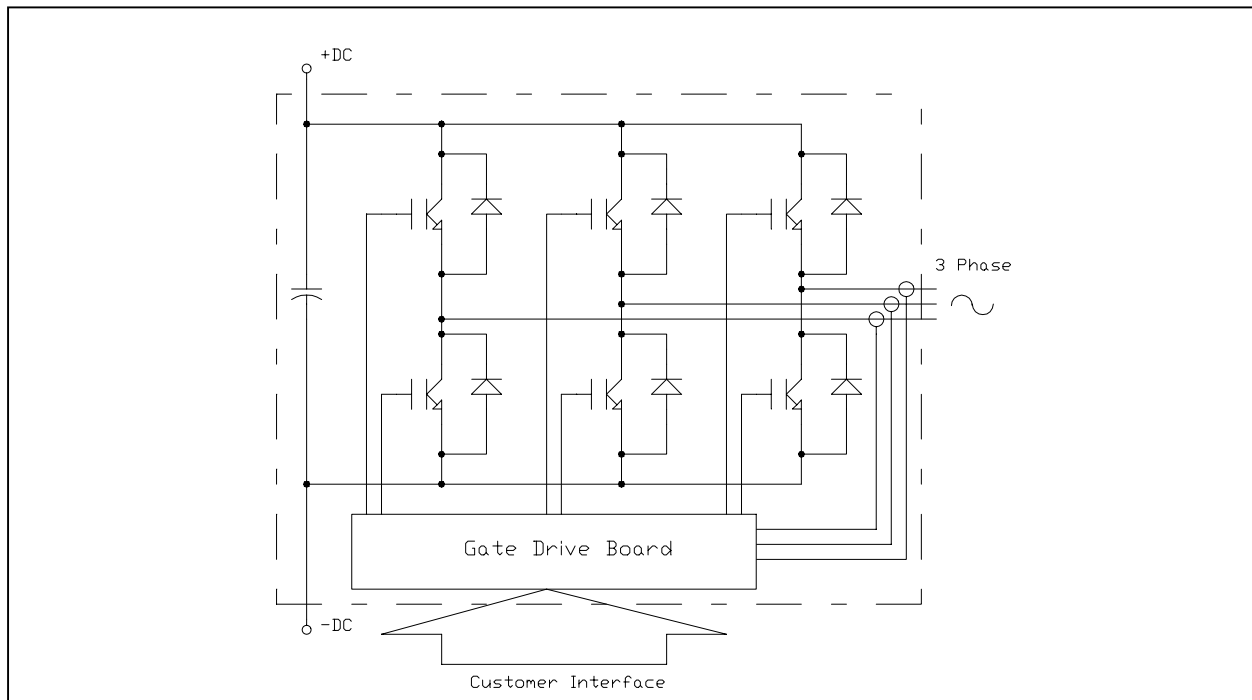 +DC
3 Phase
Gate Drive Board
-DC
Customer Interface